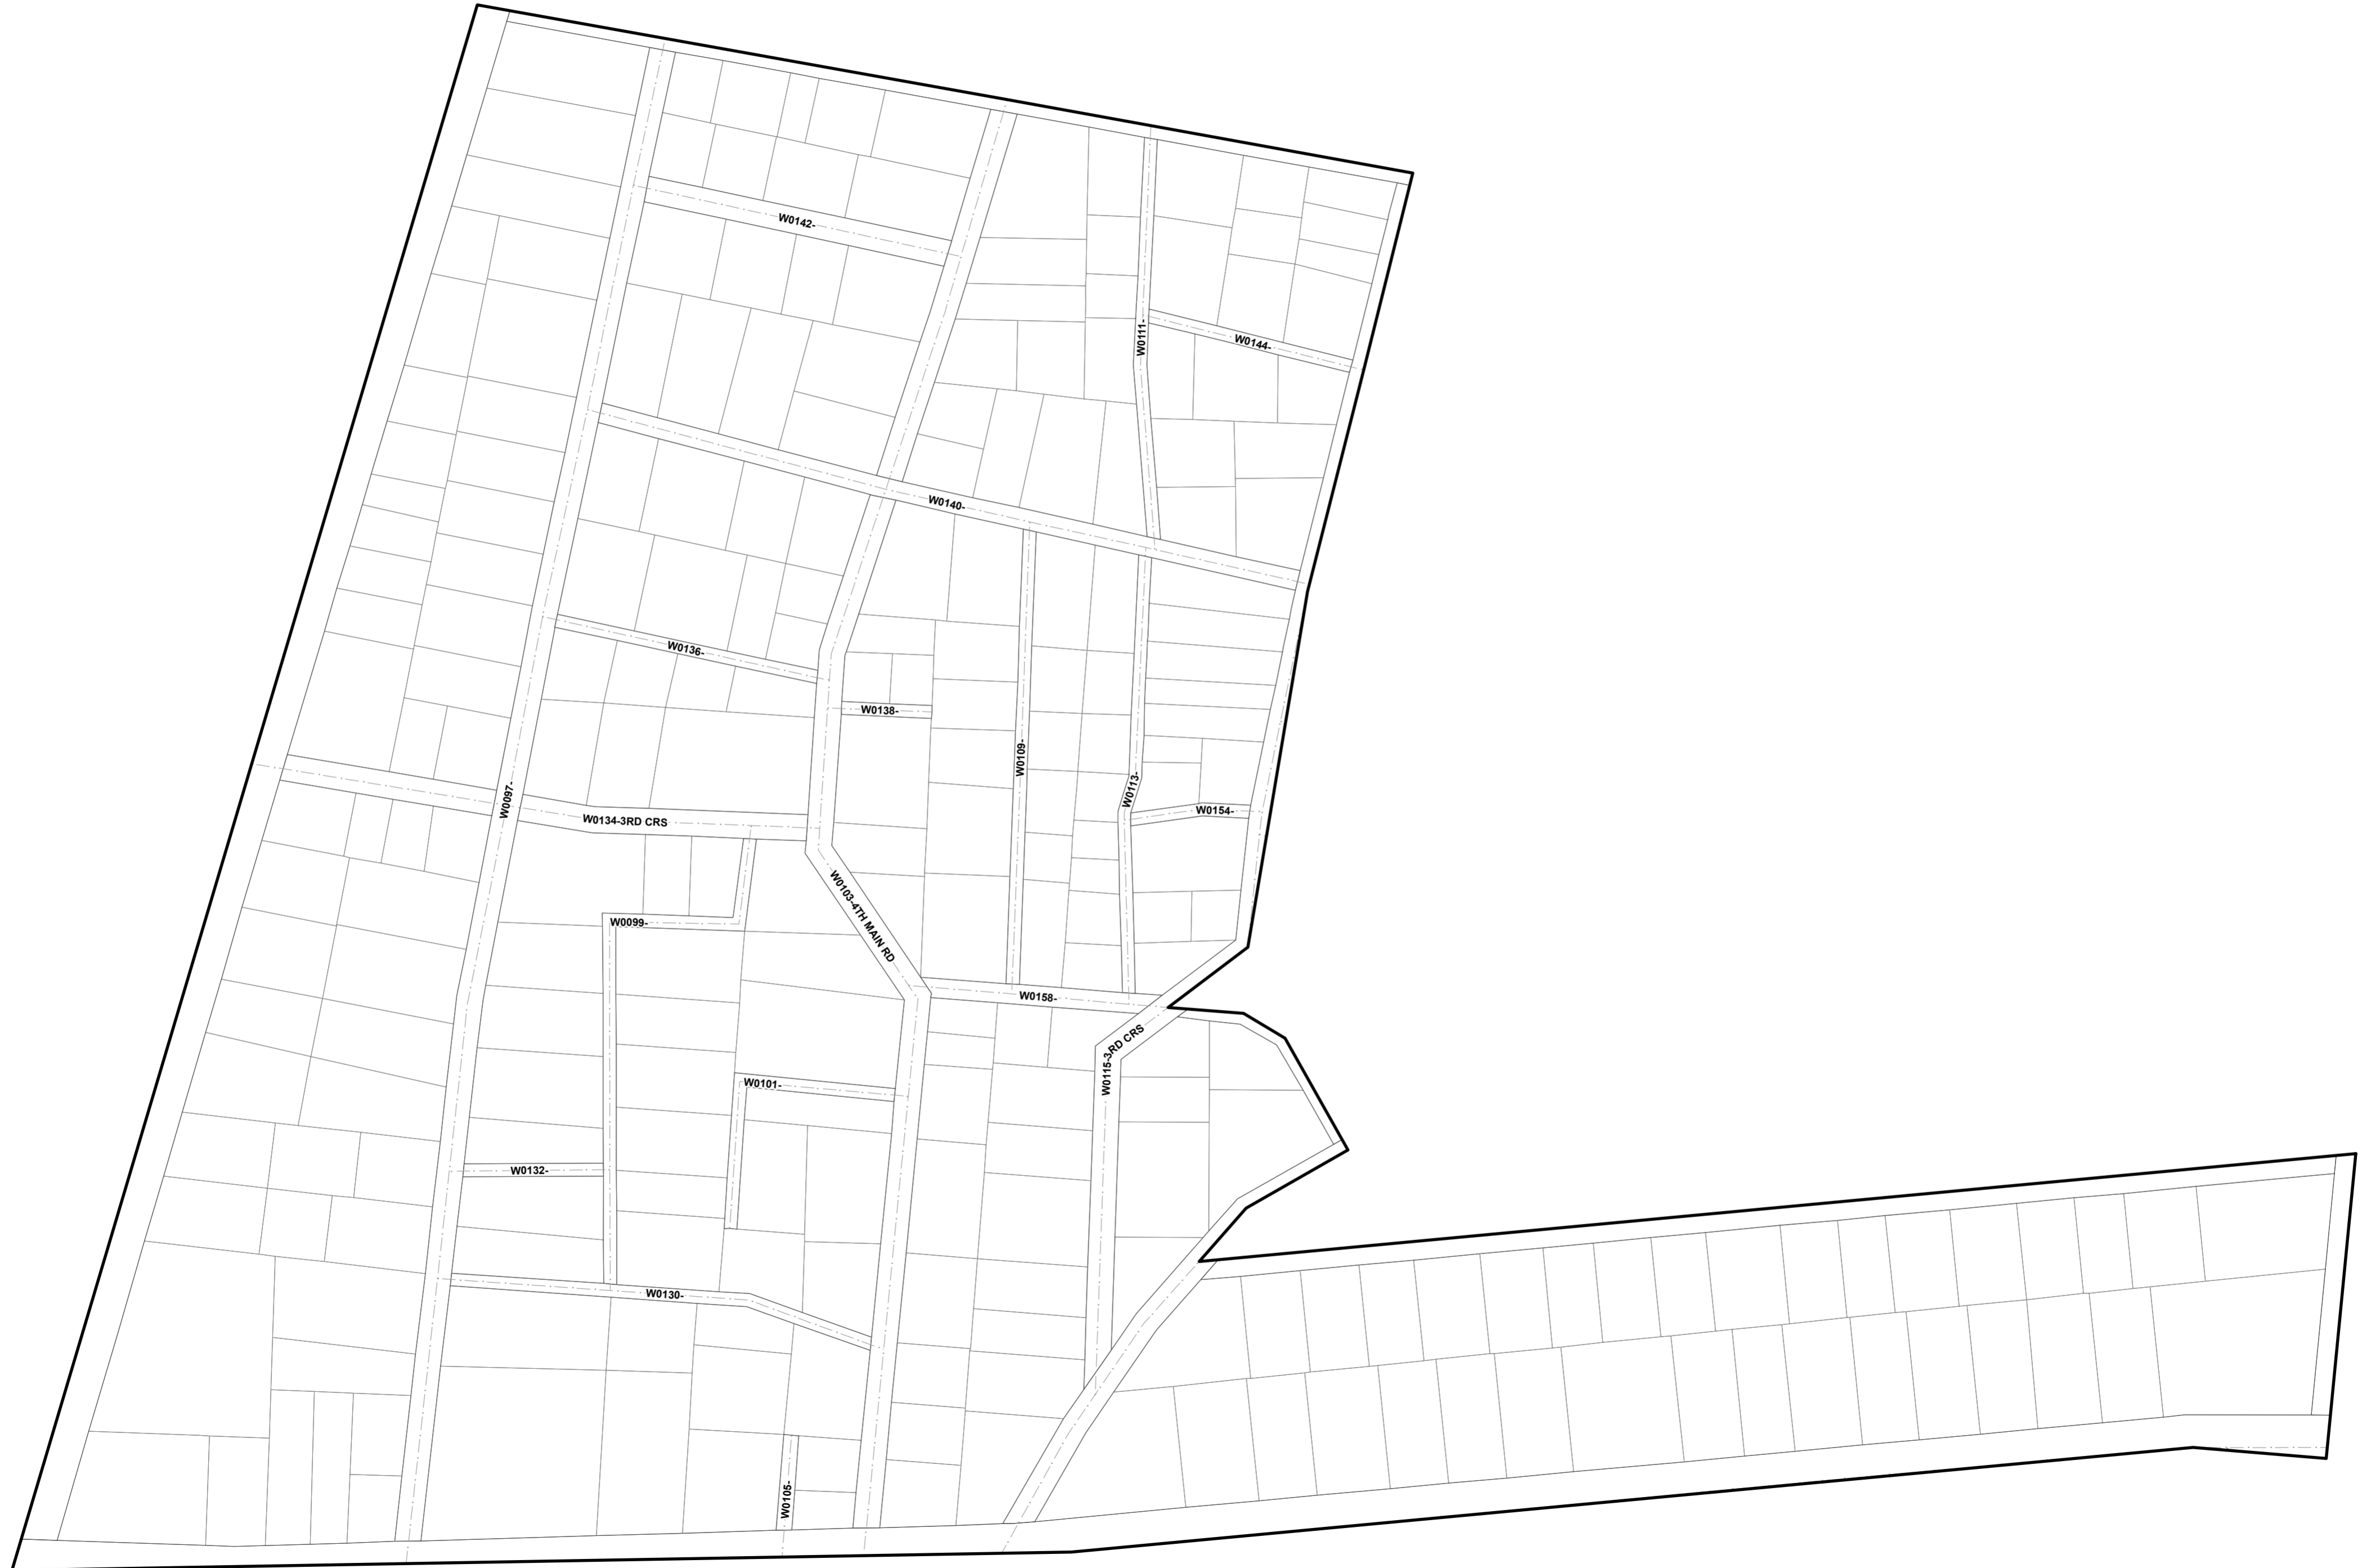 W0142-
W0111-
W0144-
W0140-
W0136-
W0138-
W0109-
W0113-
W0097-
W0154-
W0134-3RD CRS
W0103-4TH MAIN RD
W0099-
W0158-
W0115-3RD CRS
W0101-
W0132-
W0130-
W0105-